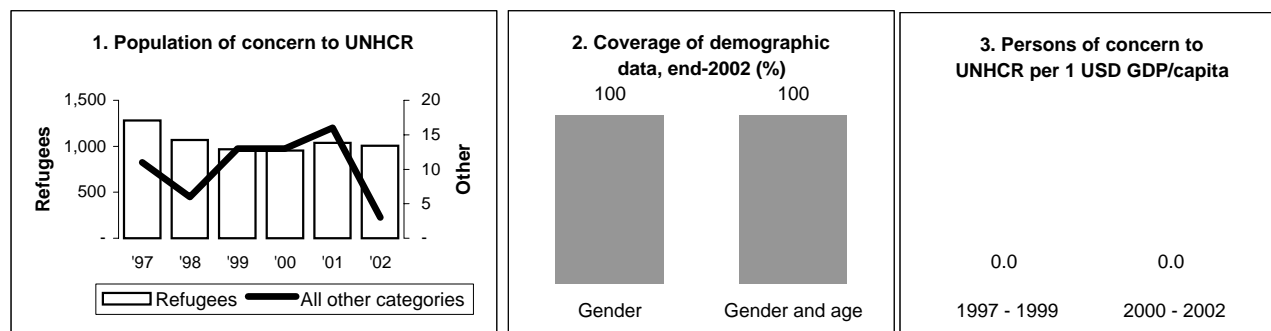 1. Population of concern to UNHCR
1,500
1,000
500
-
20
15
10
5
-
Refugees
Other
'97 '98 '99 '00 '01 '02
Refugees All other categories
2. Coverage of demographic
data, end-2002 (%)
100 100
Gender Gender and age
3. Persons of concern to
UNHCR per 1 USD GDP/capita
0.0 0.0
1997 - 1999 2000 - 2002